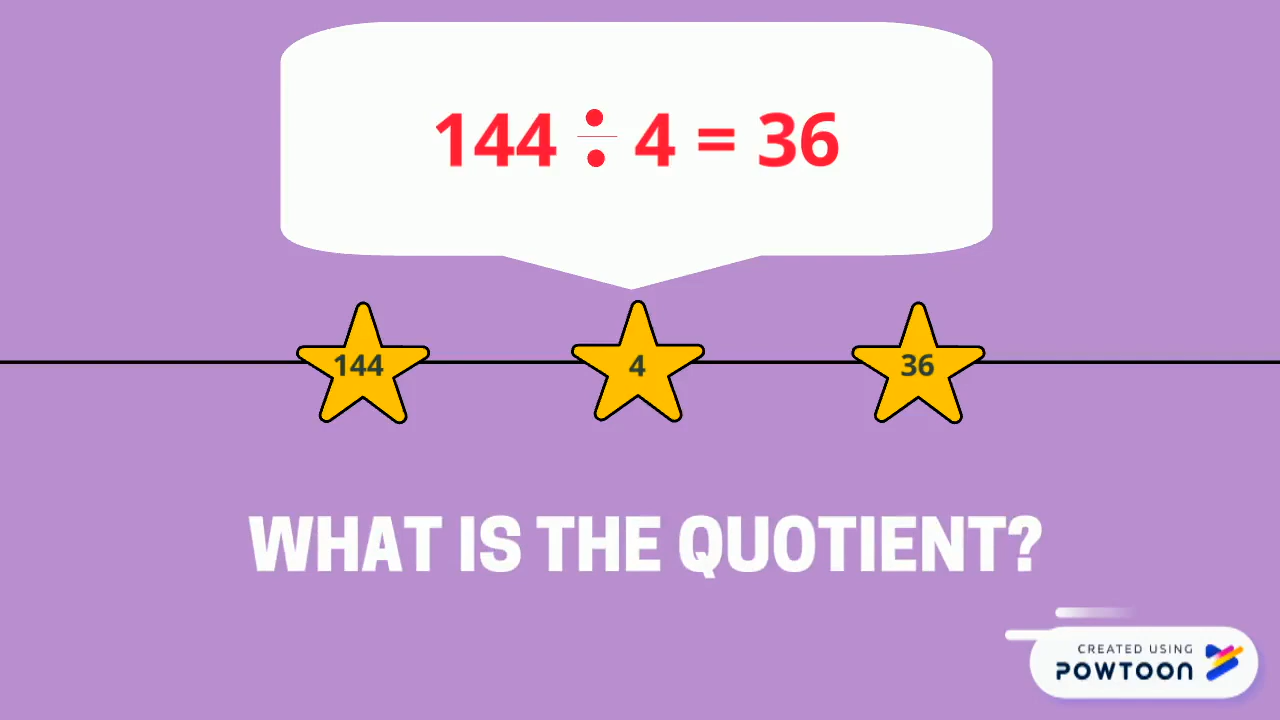 144 ÷ 4 = 36
144 4 36
WHAT IS THE QUOTIENT?
CREATED USING
POWTOON